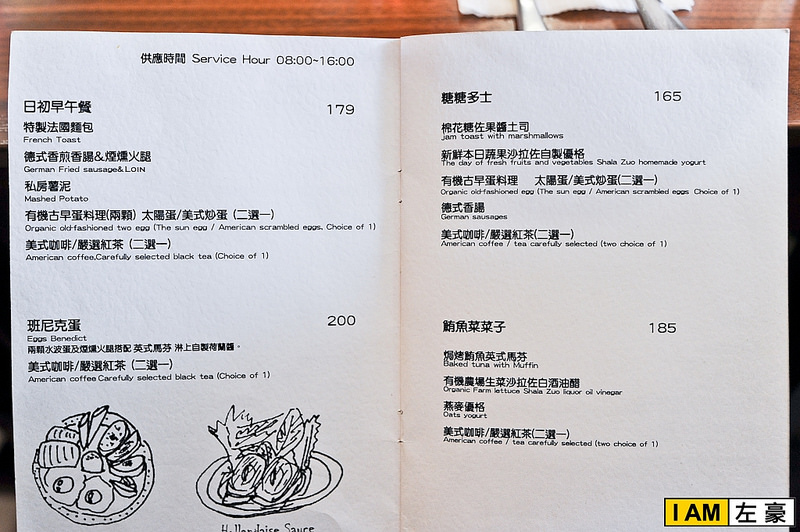 供應時間 Service Hour 08:00~16:00
日初早午餐 179
特製法國麵包
French Toast
德式香煎香腸&煙燻火腿
German Fried sausage&LOIN
私房薯泥
Mashed Potato
有機古早蛋料理(兩顆) 太陽蛋/美式炒蛋 (二選一)
Organic old-fashioned two egg (The sun egg / American scrambled eggs. Choice of 1)
美式咖啡/嚴選紅茶 (二選一)
American coffee.Carefully selected black tea (Choice of 1)
班尼克蛋 200
Eggs Benedict
兩顆水波蛋及煙燻火腿搭配 英式馬芬 淋上自製荷蘭醬。
美式咖啡/嚴選紅茶 (二選一)
American coffee Carefully selected black tea (Choice of 1)
Hollandaise Sauce
糖糖多士 165
棉花糖佐果醬土司
jam toast with marshmallows
新鮮本日蔬果沙拉佐自製優格
The day of fresh fruits and vegetables Shala Zuo homemade yogurt
有機古早蛋料理 太陽蛋/美式炒蛋(二選一)
Organic old-fashioned egg (The sun egg / American scrambled eggs Choice of 1)
德式香腸
German sausages
美式咖啡/嚴選紅茶(二選一)
American coffee / tea carefully selected (two choice of 1)
鮪魚菜菜子 185
焗烤鮪魚英式馬芬
Baked tuna with Muffin
有機農場生菜沙拉佐白酒油醋
Organic Farm lettuce Shala Zuo liquor oil vinegar
燕麥優格
Oats yogurt
美式咖啡/嚴選紅茶(二選一)
American coffee / tea carefully selected (two choice of 1)
I AM 左豪